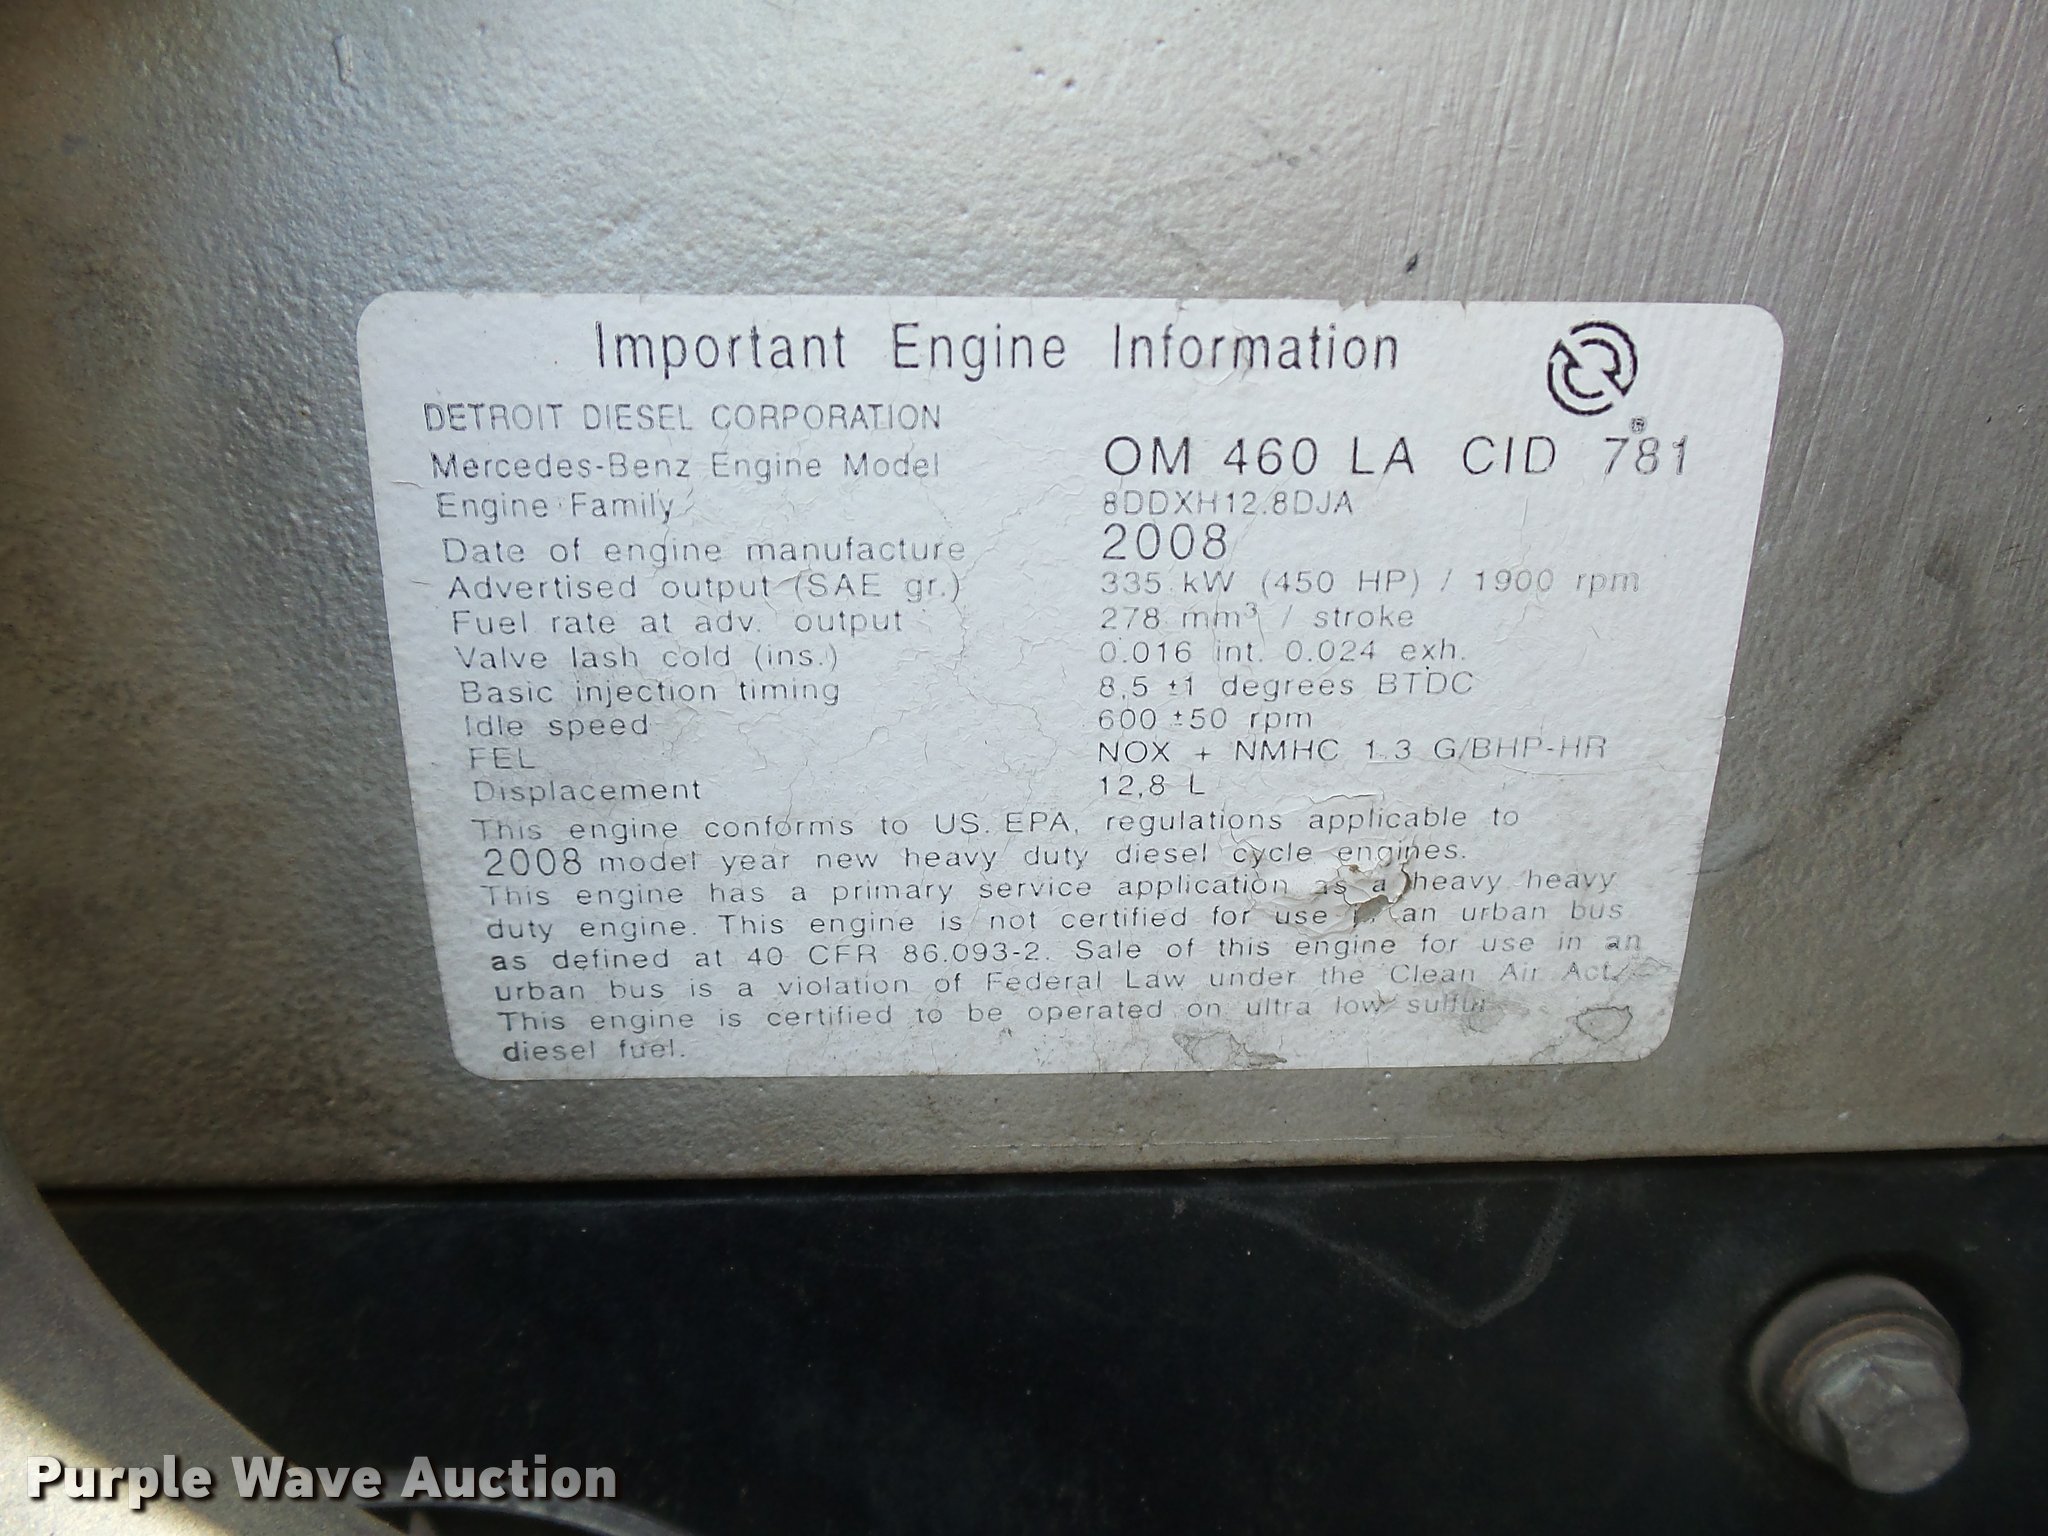 Important Engine Information
®
DETROIT DIESEL CORPORATION
Mercedes-Benz Engine Model OM 460 LA CID 781
Engine Family 8DDXH12.8DJA
Date of engine manufacture 2008
Advertised output (SAE gr.) 335 kW (450 HP) / 1900 rpm
Fuel rate at adv. output 278 mm³ / stroke
Valve lash cold (ins.) 0.016 int. 0.024 exh.
Basic injection timing 8,5 ±1 degrees BTDC
Idle speed 600 ±50 rpm
FEL NOX + NMHC 1.3 G/BHP-HR
Displacement 12,8 L
This engine conforms to US. EPA, regulations applicable to
2008 model year new heavy duty diesel cycle engines.
This engine has a primary service application as a heavy heavy
duty engine. This engine is not certified for use in an urban bus
as defined at 40 CFR 86.093-2. Sale of this engine for use in an
urban bus is a violation of Federal Law under the Clean Air Act.
This engine is certified to be operated on ultra low sulfur
diesel fuel.
Purple Wave Auction